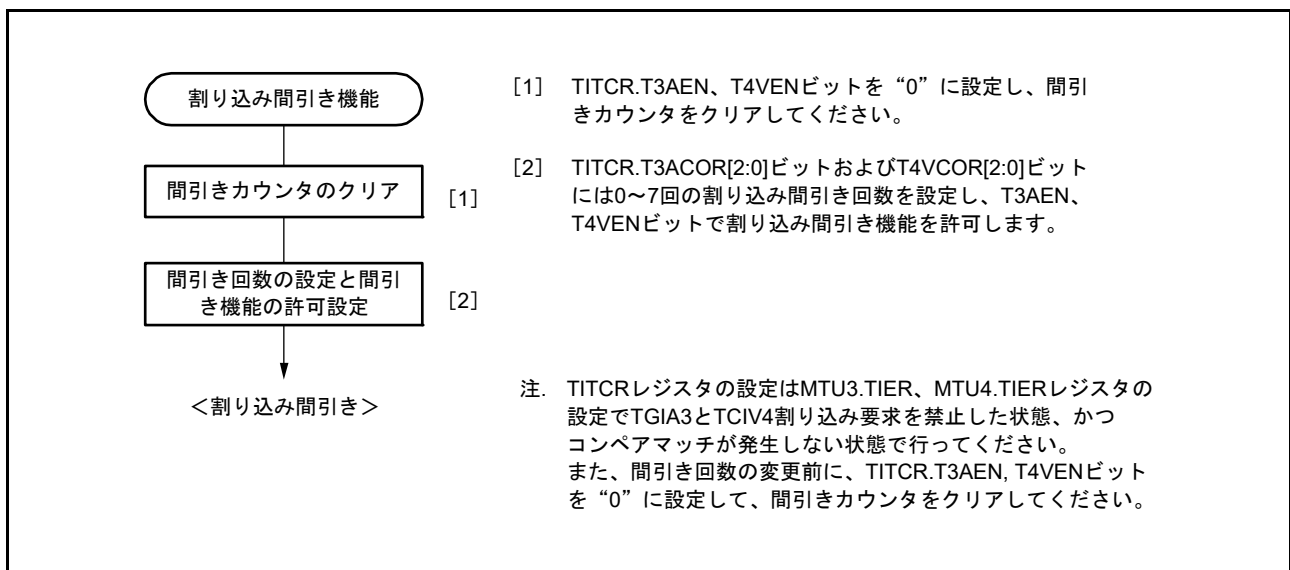 割り込み間引き機能
間引きカウンタのクリア
[1]
間引き回数の設定と間引
き機能の許可設定
[2]
<割り込み間引き>
[1] TITCR.T3AEN、T4VENビットを“0”に設定し、間引
きカウンタをクリアしてください。
[2] TITCR.T3ACOR[2:0]ビットおよびT4VCOR[2:0]ビット
には0～7回の割り込み間引き回数を設定し、T3AEN、
T4VENビットで割り込み間引き機能を許可します。
注. TITCRレジスタの設定はMTU3.TIER、MTU4.TIERレジスタの
設定でTGIA3とTCIV4割り込み要求を禁止した状態、かつ
コンペアマッチが発生しない状態で行ってください。
また、間引き回数の変更前に、TITCR.T3AEN, T4VENビット
を“0”に設定して、間引きカウンタをクリアしてください。